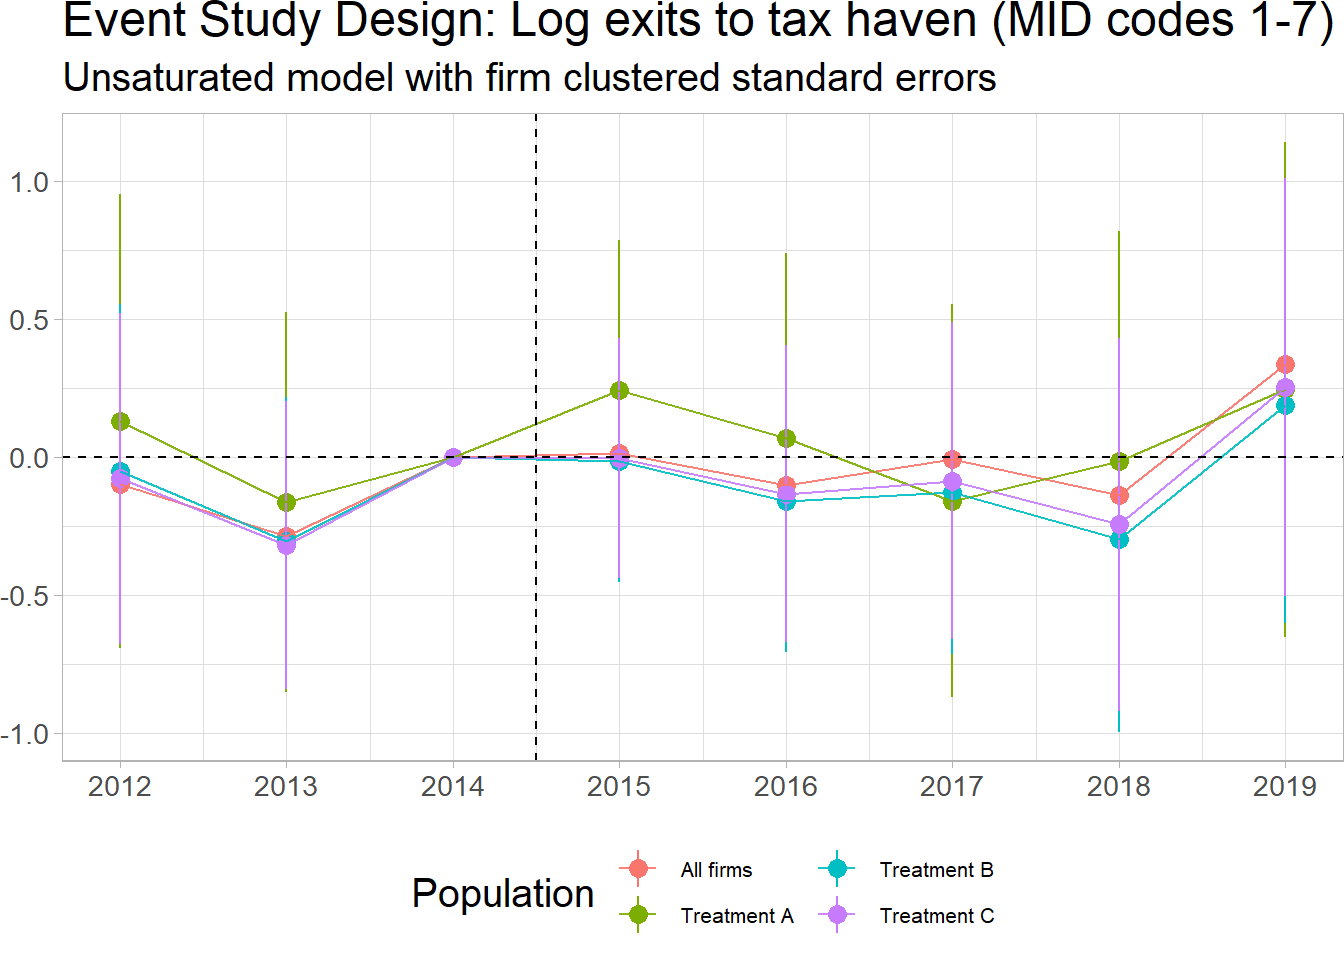 Event Study Design: Log exits to tax haven (MID codes 1-7)
Unsaturated model with firm clustered standard errors
1.0
0.5
0.0
-0.5
-1.0
2012 2013 2014 2015 2016 2017 2018 2019
Population
All firms
Treatment A
Treatment B
Treatment C